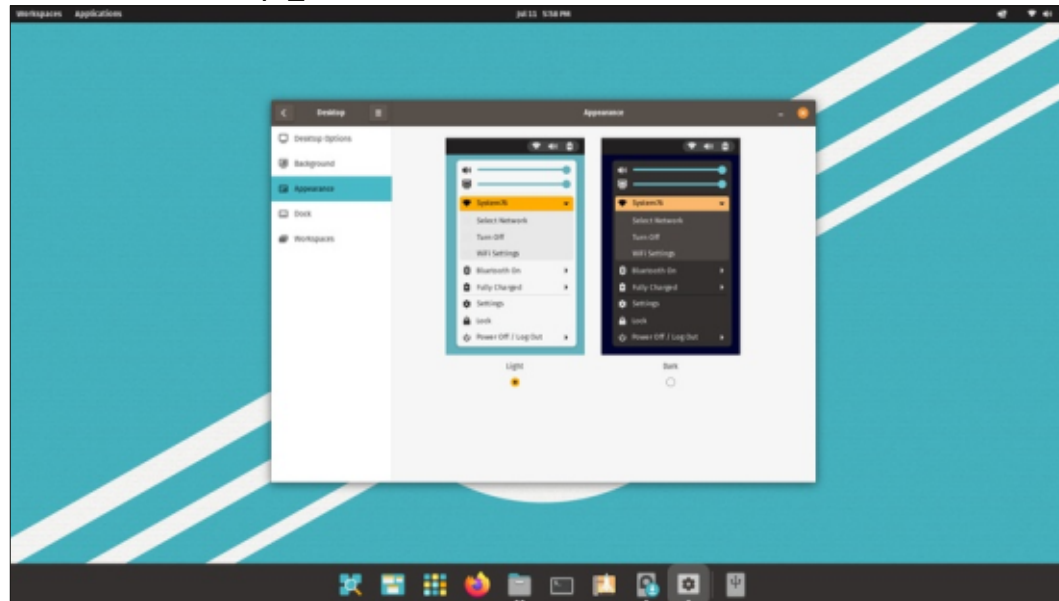 Workspaces Applications
Jul 11 5:58 PM
Desktop
Appearance
Desktop Options
Background
Appearance
Dock
Workspaces
System76
Select Network
Turn Off
WiFi Settings
Bluetooth On
Fully Charged
Settings
Lock
Power Off / Log Out
Light
System76
Select Network
Turn Off
WiFi Settings
Bluetooth On
Fully Charged
Settings
Lock
Power Off / Log Out
Dark